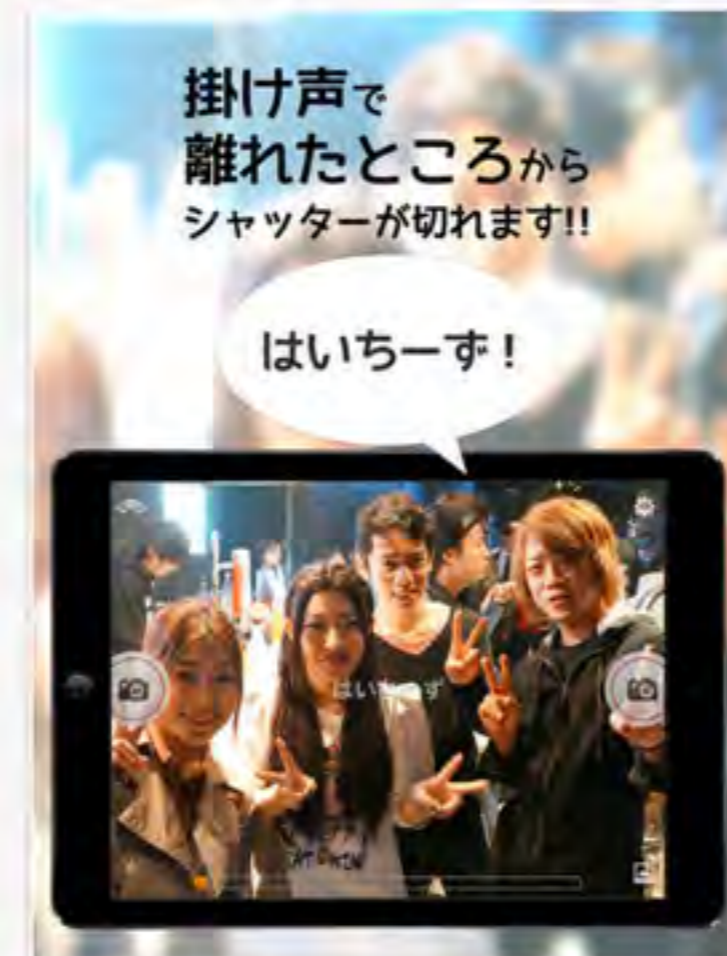 掛け声で
離れたところから
シャッターが切れます!!
はいちーず！
はいちーず